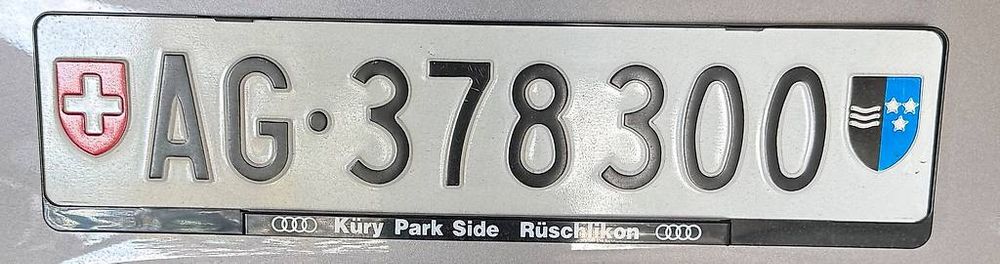 AG·378 300
Küry Park Side Rüschlikon